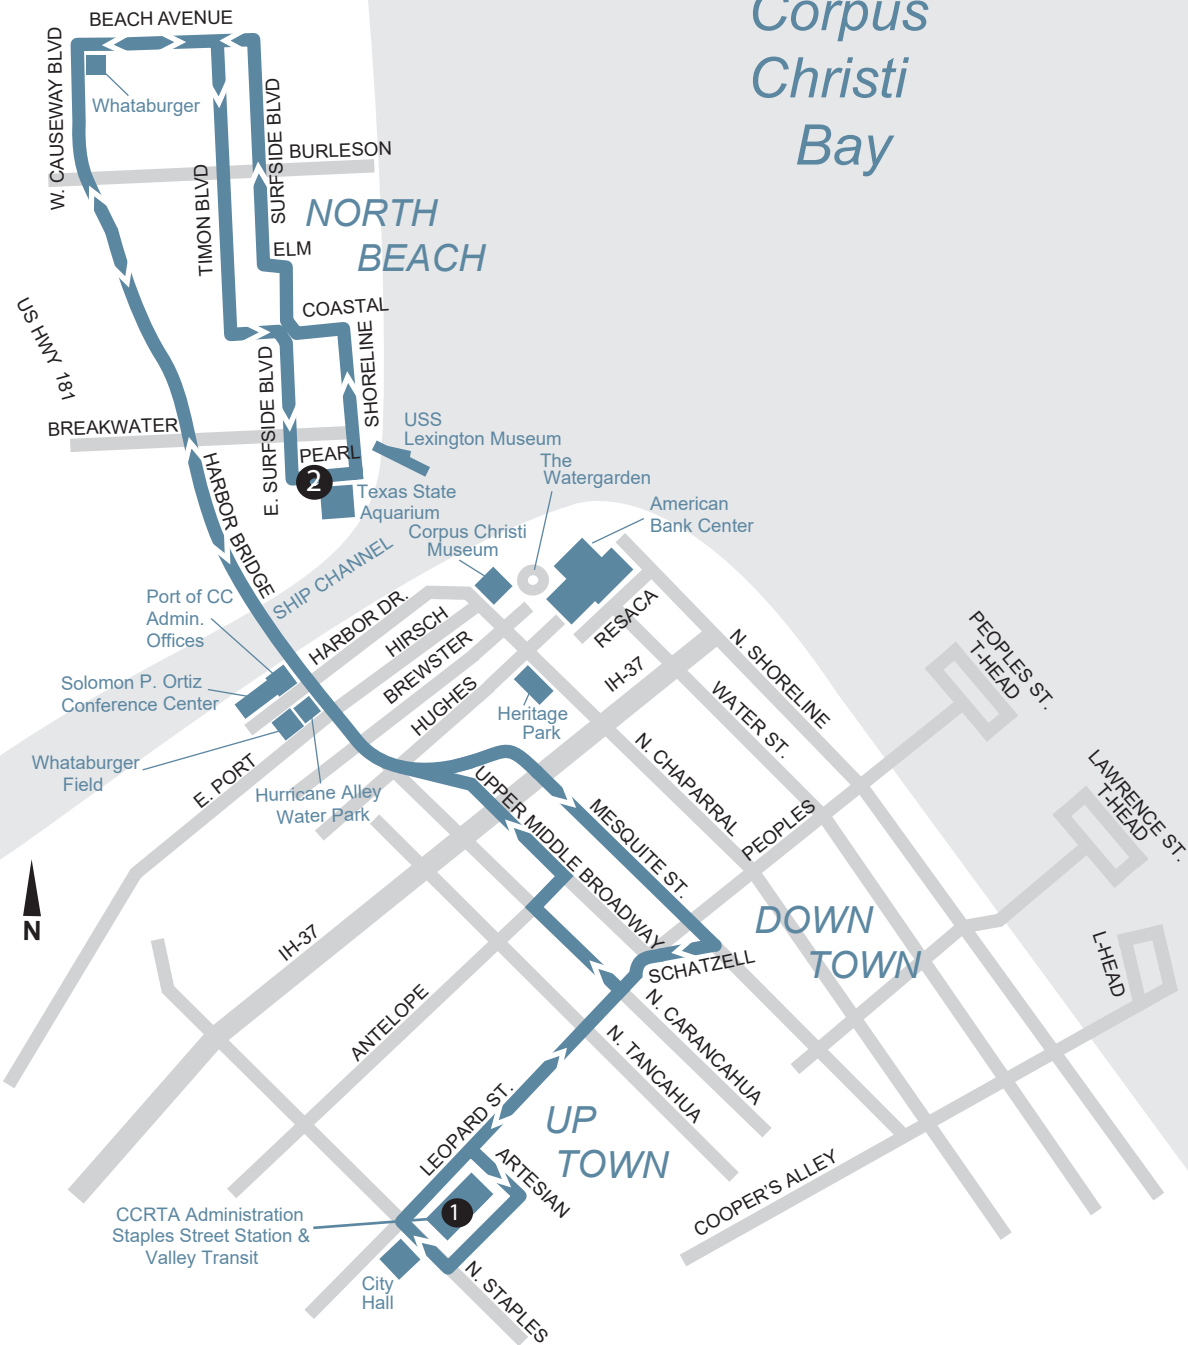 Corpus
Christi
Bay
BEACH AVENUE
W. CAUSEWAY BLVD
Whataburger
SURFSIDE BLVD
BURLESON
TIMON BLVD
NORTH
BEACH
ELM
COASTAL
US HWY 181
SHORELINE
E. SURFSIDE BLVD
BREAKWATER
USS
Lexington Museum
PEARL
2
The
Watergarden
Texas State
Aquarium
HARBOR BRIDGE
American
Bank Center
Corpus Christi
Museum
SHIP CHANNEL
Port of CC
Admin.
Offices
HARBOR DR.
HIRSCH
BREWSTER
HUGHES
RESACA
IH-37
N. SHORELINE
PEOPLES ST.
T-HEAD
Solomon P. Ortiz
Conference Center
Heritage
Park
WATER ST.
N. CHAPARRAL
Whataburger
Field
E. PORT
Hurricane Alley
Water Park
UPPER MIDDLE BROADWAY
MESQUITE ST.
PEOPLES
LAWRENCE ST.
T-HEAD
N
DOWN
TOWN
IH-37
SCHATZELL
L-HEAD
ANTELOPE
N. CARANCAHUA
N. TANCAHUA
LEOPARD ST.
UP
TOWN
ARTESIAN
COOPER'S ALLEY
1
CCRTA Administration
Staples Street Station &
Valley Transit
City
Hall
N. STAPLES